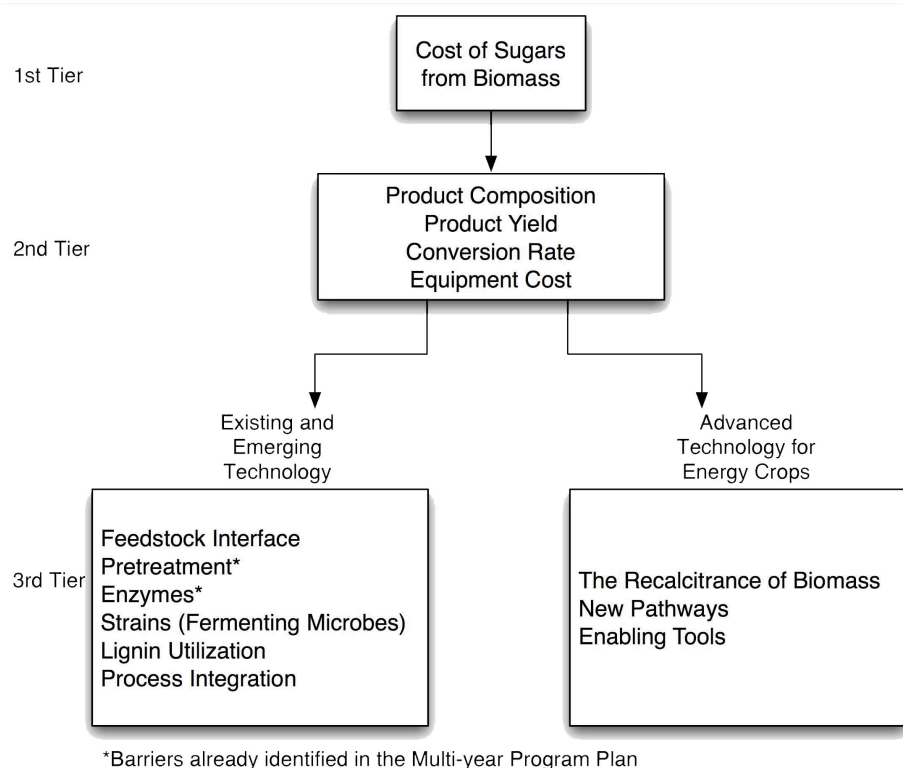 Cost of Sugars
from Biomass
1st Tier
Product Composition
Product Yield
Conversion Rate
Equipment Cost
2nd Tier
Existing and
Emerging
Technology
Advanced
Technology for
Energy Crops
3rd Tier
Feedstock Interface
Pretreatment*
Enzymes*
Strains (Fermenting Microbes)
Lignin Utilization
Process Integration
The Recalcitrance of Biomass
New Pathways
Enabling Tools
*Barriers already identified in the Multi-year Program Plan